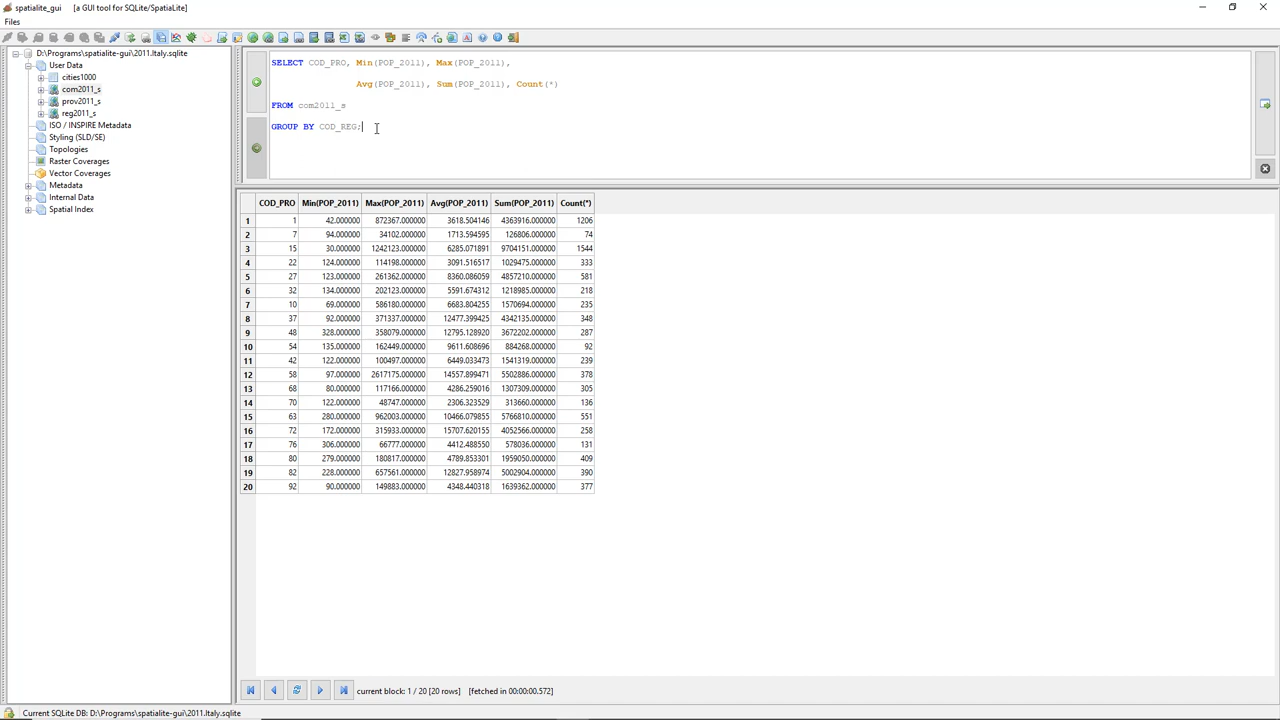 spatialite_gui [a GUI tool for SQLite/SpatiaLite]
Files
D:\Programs\spatialite-gui\2011.Italy.sqlite
User Data
cities1000
com2011_s
prov2011_s
reg2011_s
ISO / INSPIRE Metadata
Styling (SLD/SE)
Topologies
Raster Coverages
Vector Coverages
Metadata
Internal Data
Spatial Index
SELECT COD_PRO, Min(POP_2011), Max(POP_2011),
Avg(POP_2011), Sum(POP_2011), Count(*)
FROM com2011_s
GROUP BY COD_REG;
COD_PRO Min(POP_2011) Max(POP_2011) Avg(POP_2011) Sum(POP_2011) Count(*)
1 1 42.000000 872367.000000 3618.504146 4363916.000000 1206
2 7 94.000000 34102.000000 1713.594595 126806.000000 74
3 15 30.000000 1242123.000000 6285.071891 9704151.000000 1544
4 22 124.000000 114198.000000 3091.516517 1029475.000000 333
5 27 123.000000 261362.000000 8360.086059 4857210.000000 581
6 32 134.000000 202123.000000 5591.674312 1218985.000000 218
7 10 69.000000 586180.000000 6683.804255 1570694.000000 235
8 37 92.000000 371337.000000 12477.399425 4342135.000000 348
9 48 328.000000 358079.000000 12795.128920 3672202.000000 287
10 54 135.000000 162449.000000 9611.608696 884268.000000 92
11 42 122.000000 100497.000000 6449.033473 1541319.000000 239
12 58 97.000000 2617175.000000 14557.899471 5502886.000000 378
13 68 80.000000 117166.000000 4286.259016 1307309.000000 305
14 70 122.000000 48747.000000 2306.323529 313660.000000 136
15 63 280.000000 962003.000000 10466.079855 5766810.000000 551
16 72 172.000000 315933.000000 15707.620155 4052566.000000 258
17 76 306.000000 66777.000000 4412.488550 578036.000000 131
18 80 279.000000 180817.000000 4789.853301 1959050.000000 409
19 82 228.000000 657561.000000 12827.958974 5002904.000000 390
20 92 90.000000 149883.000000 4348.440318 1639362.000000 377
current block: 1 / 20 [20 rows] [fetched in 00:00:00.572]
Current SQLite DB: D:\Programs\spatialite-gui\2011.Italy.sqlite